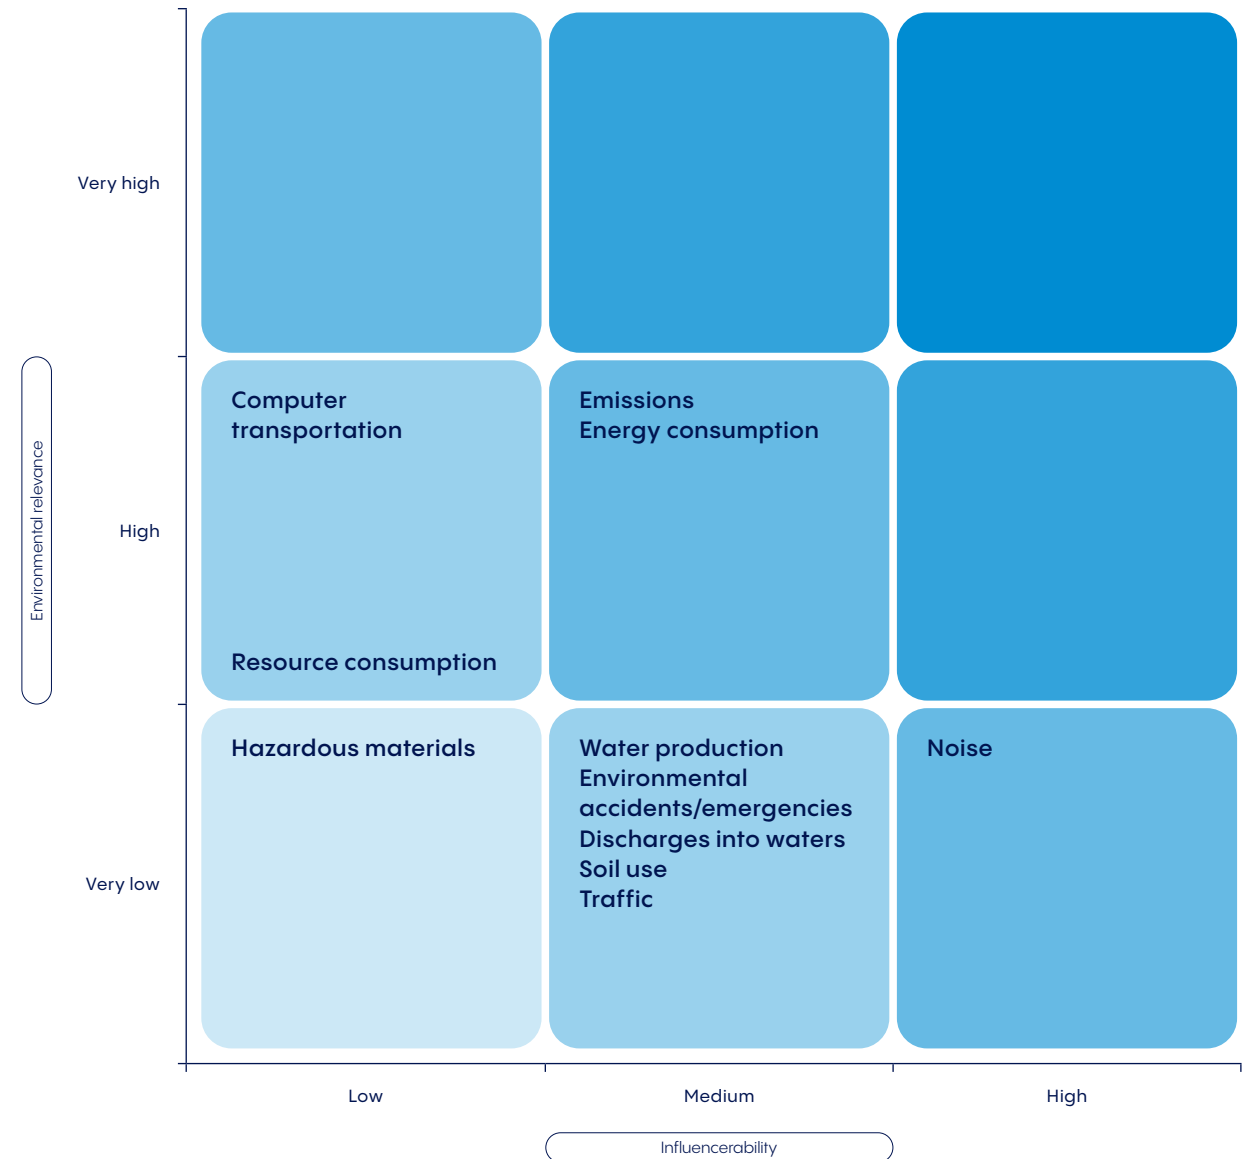 Very high
Environmental relevance
High
Computer
transportation
Resource consumption
Emissions
Energy consumption
Very low
Hazardous materials
Water production
Environmental
accidents/emergencies
Discharges into waters
Soil use
Traffic
Noise
Low
Medium
High
Influencerability